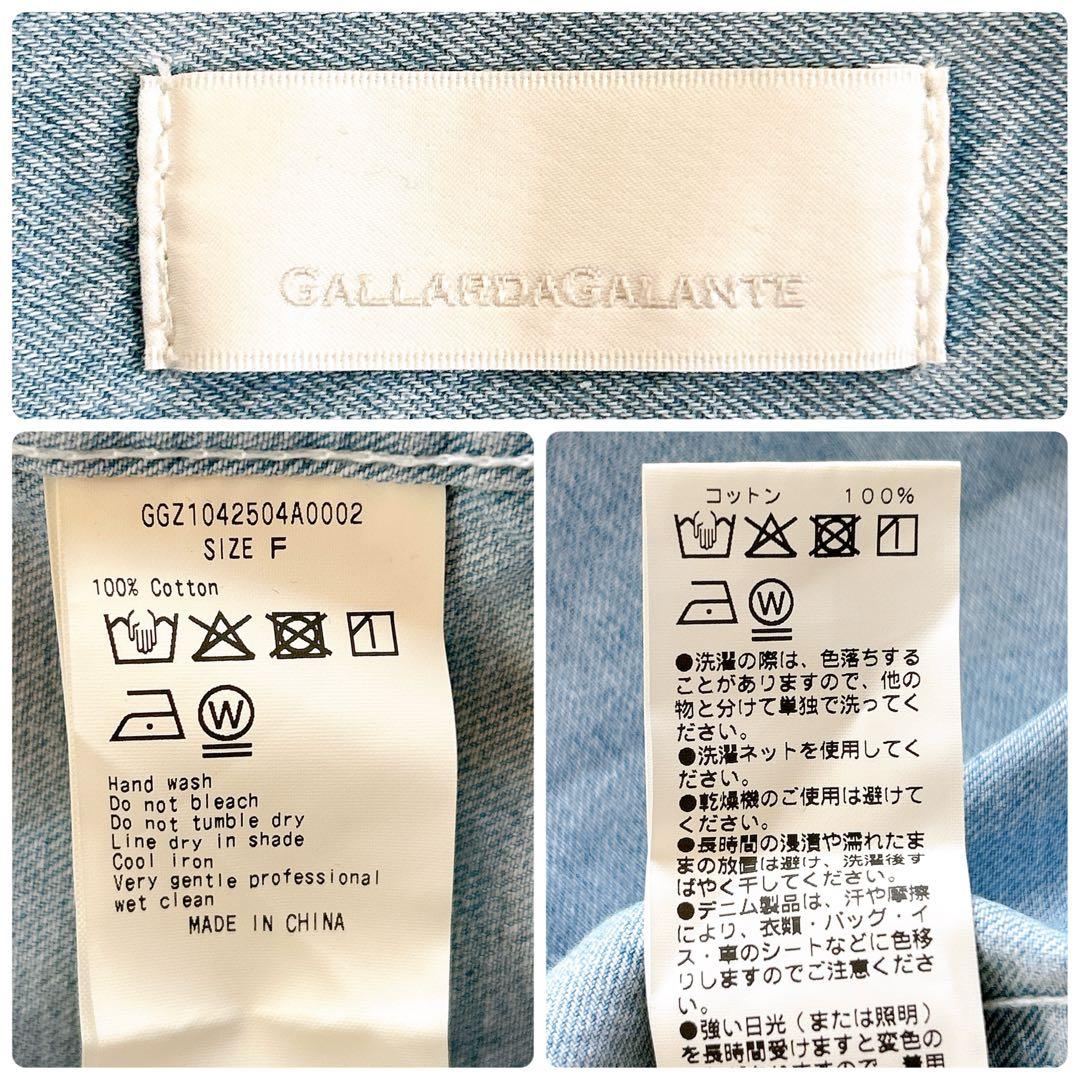 GALLARDAGALANTE
GGZ1042504A0002
SIZE F
100% Cotton
W
Hand wash
Do not bleach
Do not tumble dry
Line dry in shade
Cool iron
Very gentle professional
wet clean
MADE IN CHINA
コットン 100%
W
●洗濯の際は、色落ちする
ことがありますので、他の
物と分けて単独で洗ってく
ださい。
●洗濯ネットを使用してく
ださい。
●乾燥機のご使用は避けて
ください。
●長時間の浸漬や濡れたま
まの放置は避け、洗濯後す
ばやく干してください。
●デニム製品は、汗や摩擦
により、衣類・バッグ・イ
ス・車のシートなどに色移
りしますのでご注意くださ
い。
●強い日光（または照明）
を長時間受けますと変色の